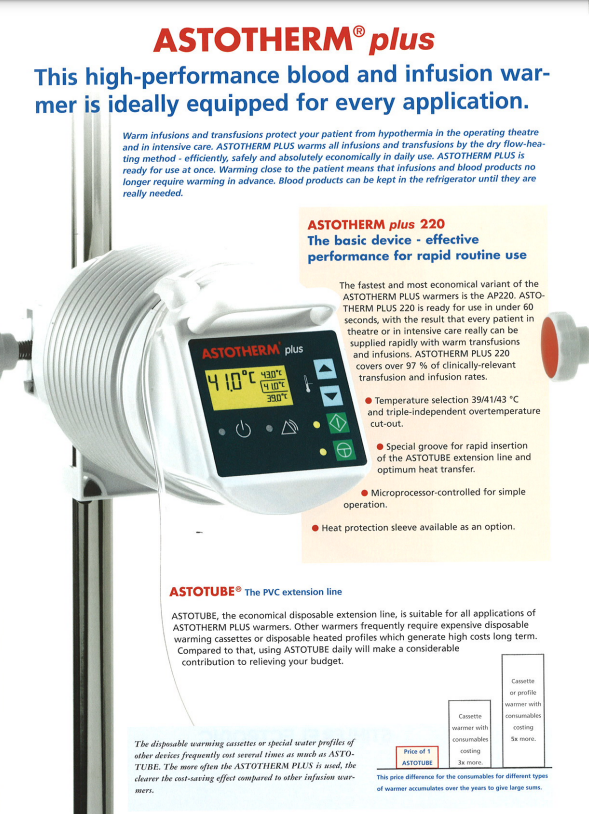 ASTOTHERM® plus
This high-performance blood and infusion war-
mer is ideally equipped for every application.
Warm infusions and transfusions protect your patient from hypothermia in the operating theatre
and in intensive care. ASTOTHERM PLUS warms all infusions and transfusions by the dry flow-hea-
ting method - efficiently, safely and absolutely economically in daily use. ASTOTHERM PLUS is
ready for use at once. Warming close to the patient means that infusions and blood products no
longer require warming in advance. Blood products can be kept in the refrigerator until they are
really needed.
ASTOTHERM plus 220
The basic device - effective
performance for rapid routine use
The fastest and most economical variant of the
ASTOTHERM PLUS warmers is the AP220. ASTO-
THERM PLUS 220 is ready for use in under 60
seconds, with the result that every patient in
theatre or in intensive care really can be
supplied rapidly with warm transfusions
and infusions. ASTOTHERM PLUS 220
covers over 97 % of clinically-relevant
transfusion and infusion rates.
● Temperature selection 39/41/43 °C
and triple-independent overtemperature
cut-out.
● Special groove for rapid insertion
of the ASTOTUBE extension line and
optimum heat transfer.
● Microprocessor-controlled for simple
operation.
● Heat protection sleeve available as an option.
ASTOTHERM® plus
41.0°C
43.0°C
41.0°C
39.0°C
ASTOTUBE® The PVC extension line
ASTOTUBE, the economical disposable extension line, is suitable for all applications of
ASTOTHERM PLUS warmers. Other warmers frequently require expensive disposable
warming cassettes or disposable heated profiles which generate high costs long term.
Compared to that, using ASTOTUBE daily will make a considerable
contribution to relieving your budget.
The disposable warming cassettes or special water profiles of
other devices frequently cost several times as much as ASTO-
TUBE. The more often the ASTOTHERM PLUS is used, the
clearer the cost-saving effect compared to other infusion war-
mers.
Price of 1
ASTOTUBE
Cassette
warmer with
consumables
costing
3x more.
Cassette
or profile
warmer with
consumables
costing
5x more.
This price difference for the consumables for different types
of warmer accumulates over the years to give large sums.